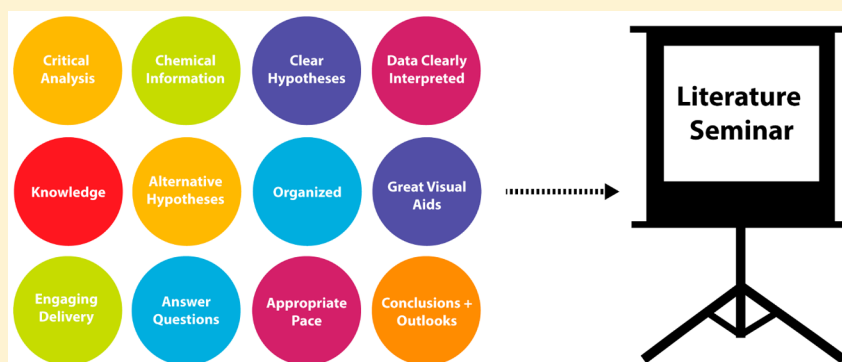 Critical
Analysis
Chemical
Information
Clear
Hypotheses
Data Clearly
Interpreted
Knowledge
Alternative
Hypotheses
Organized
Great Visual
Aids
Engaging
Delivery
Answer
Questions
Appropriate
Pace
Conclusions +
Outlooks
Literature
Seminar